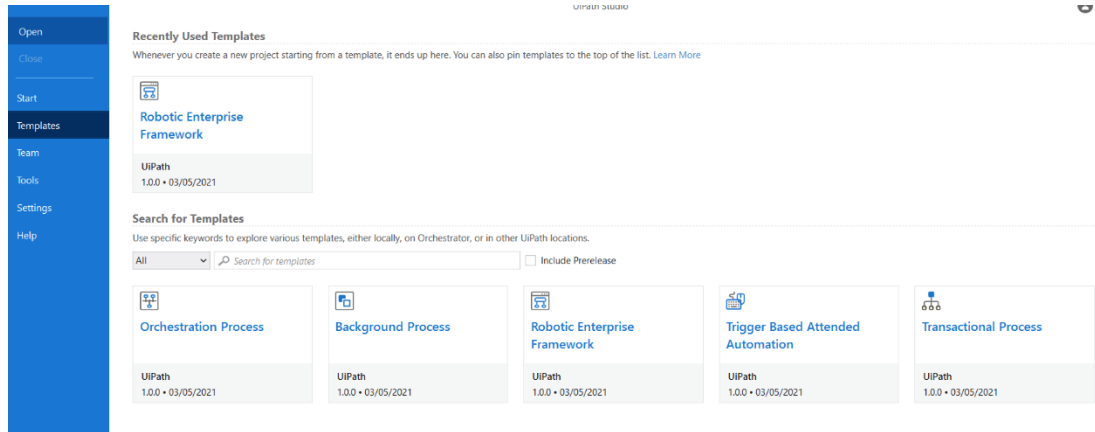 UiPath Studio
Open
Close
Start
Templates
Team
Tools
Settings
Help
Recently Used Templates
Whenever you create a new project starting from a template, it ends up here. You can also pin templates to the top of the list. Learn More
Robotic Enterprise
Framework
UiPath
1.0.0 • 03/05/2021
Search for Templates
Use specific keywords to explore various templates, either locally, on Orchestrator, or in other UiPath locations.
All
Search for templates
Include Prerelease
Orchestration Process
UiPath
1.0.0 • 03/05/2021
Background Process
UiPath
1.0.0 • 03/05/2021
Robotic Enterprise
Framework
UiPath
1.0.0 • 03/05/2021
Trigger Based Attended
Automation
UiPath
1.0.0 • 03/05/2021
Transactional Process
UiPath
1.0.0 • 03/05/2021